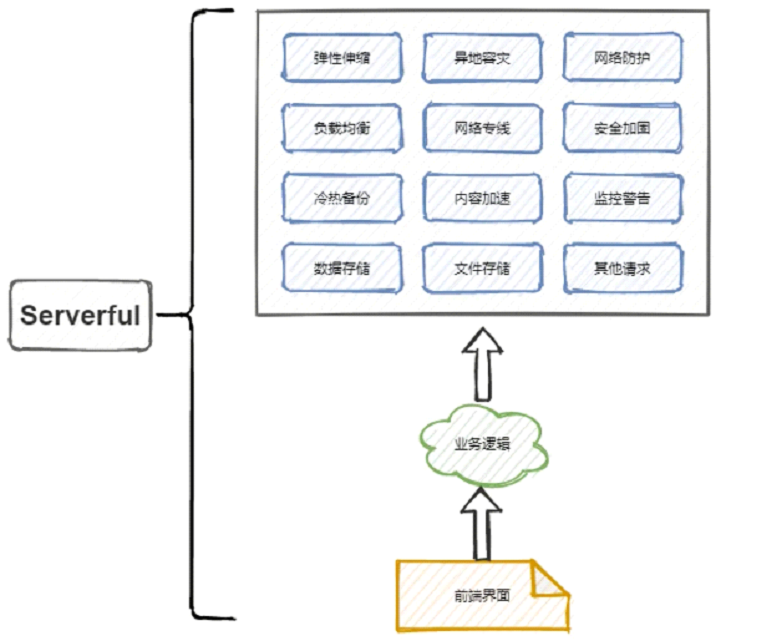 弹性伸缩
异地容灾
网络防护
负载均衡
网络专线
安全加固
冷热备份
内容加速
监控警告
数据存储
文件存储
其他请求
Serverful
业务逻辑
前端界面